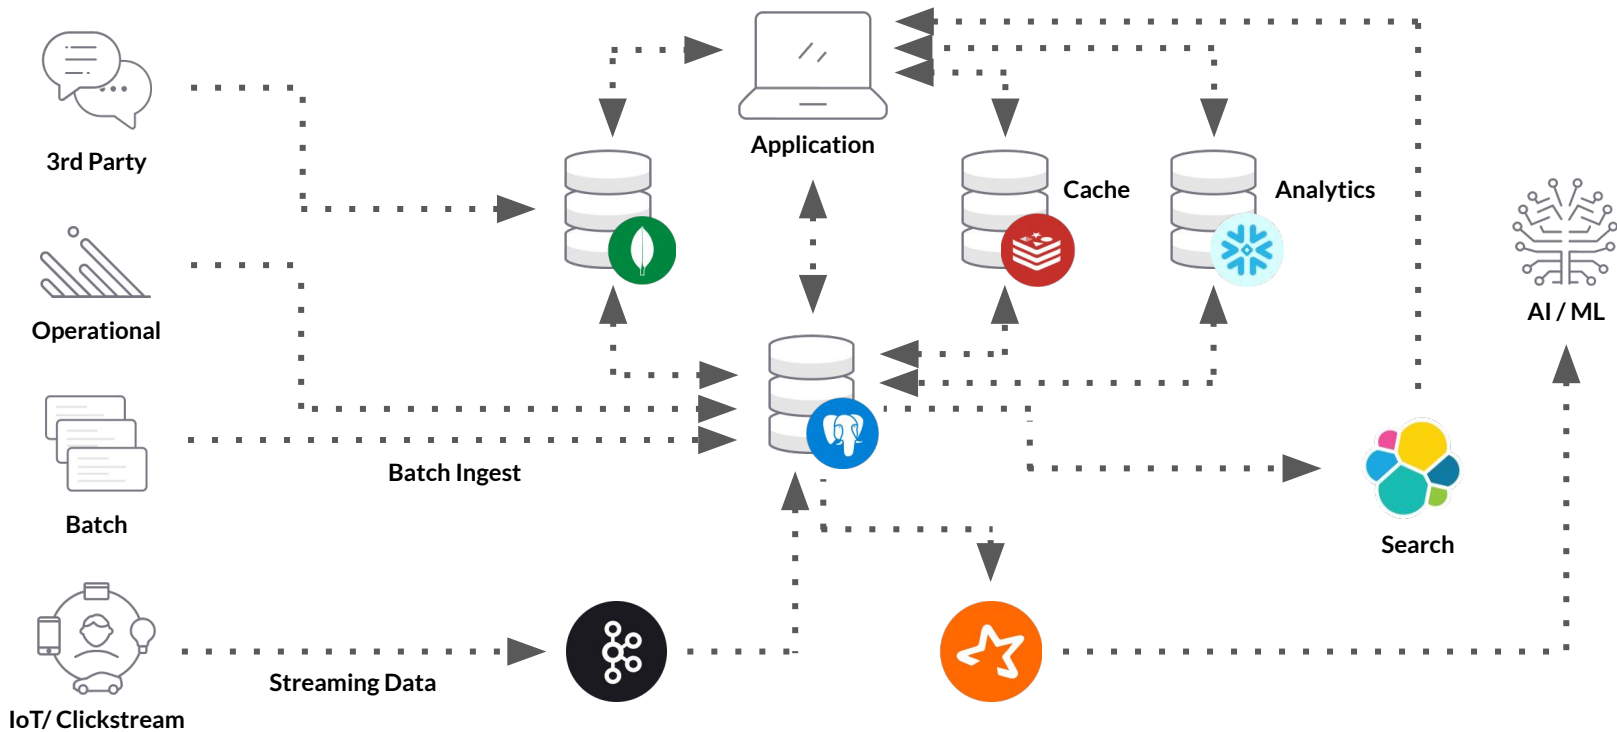 3rd Party
Application
Cache
Analytics
Operational
AI / ML
Batch Ingest
Batch
Search
Streaming Data
IoT/ Clickstream